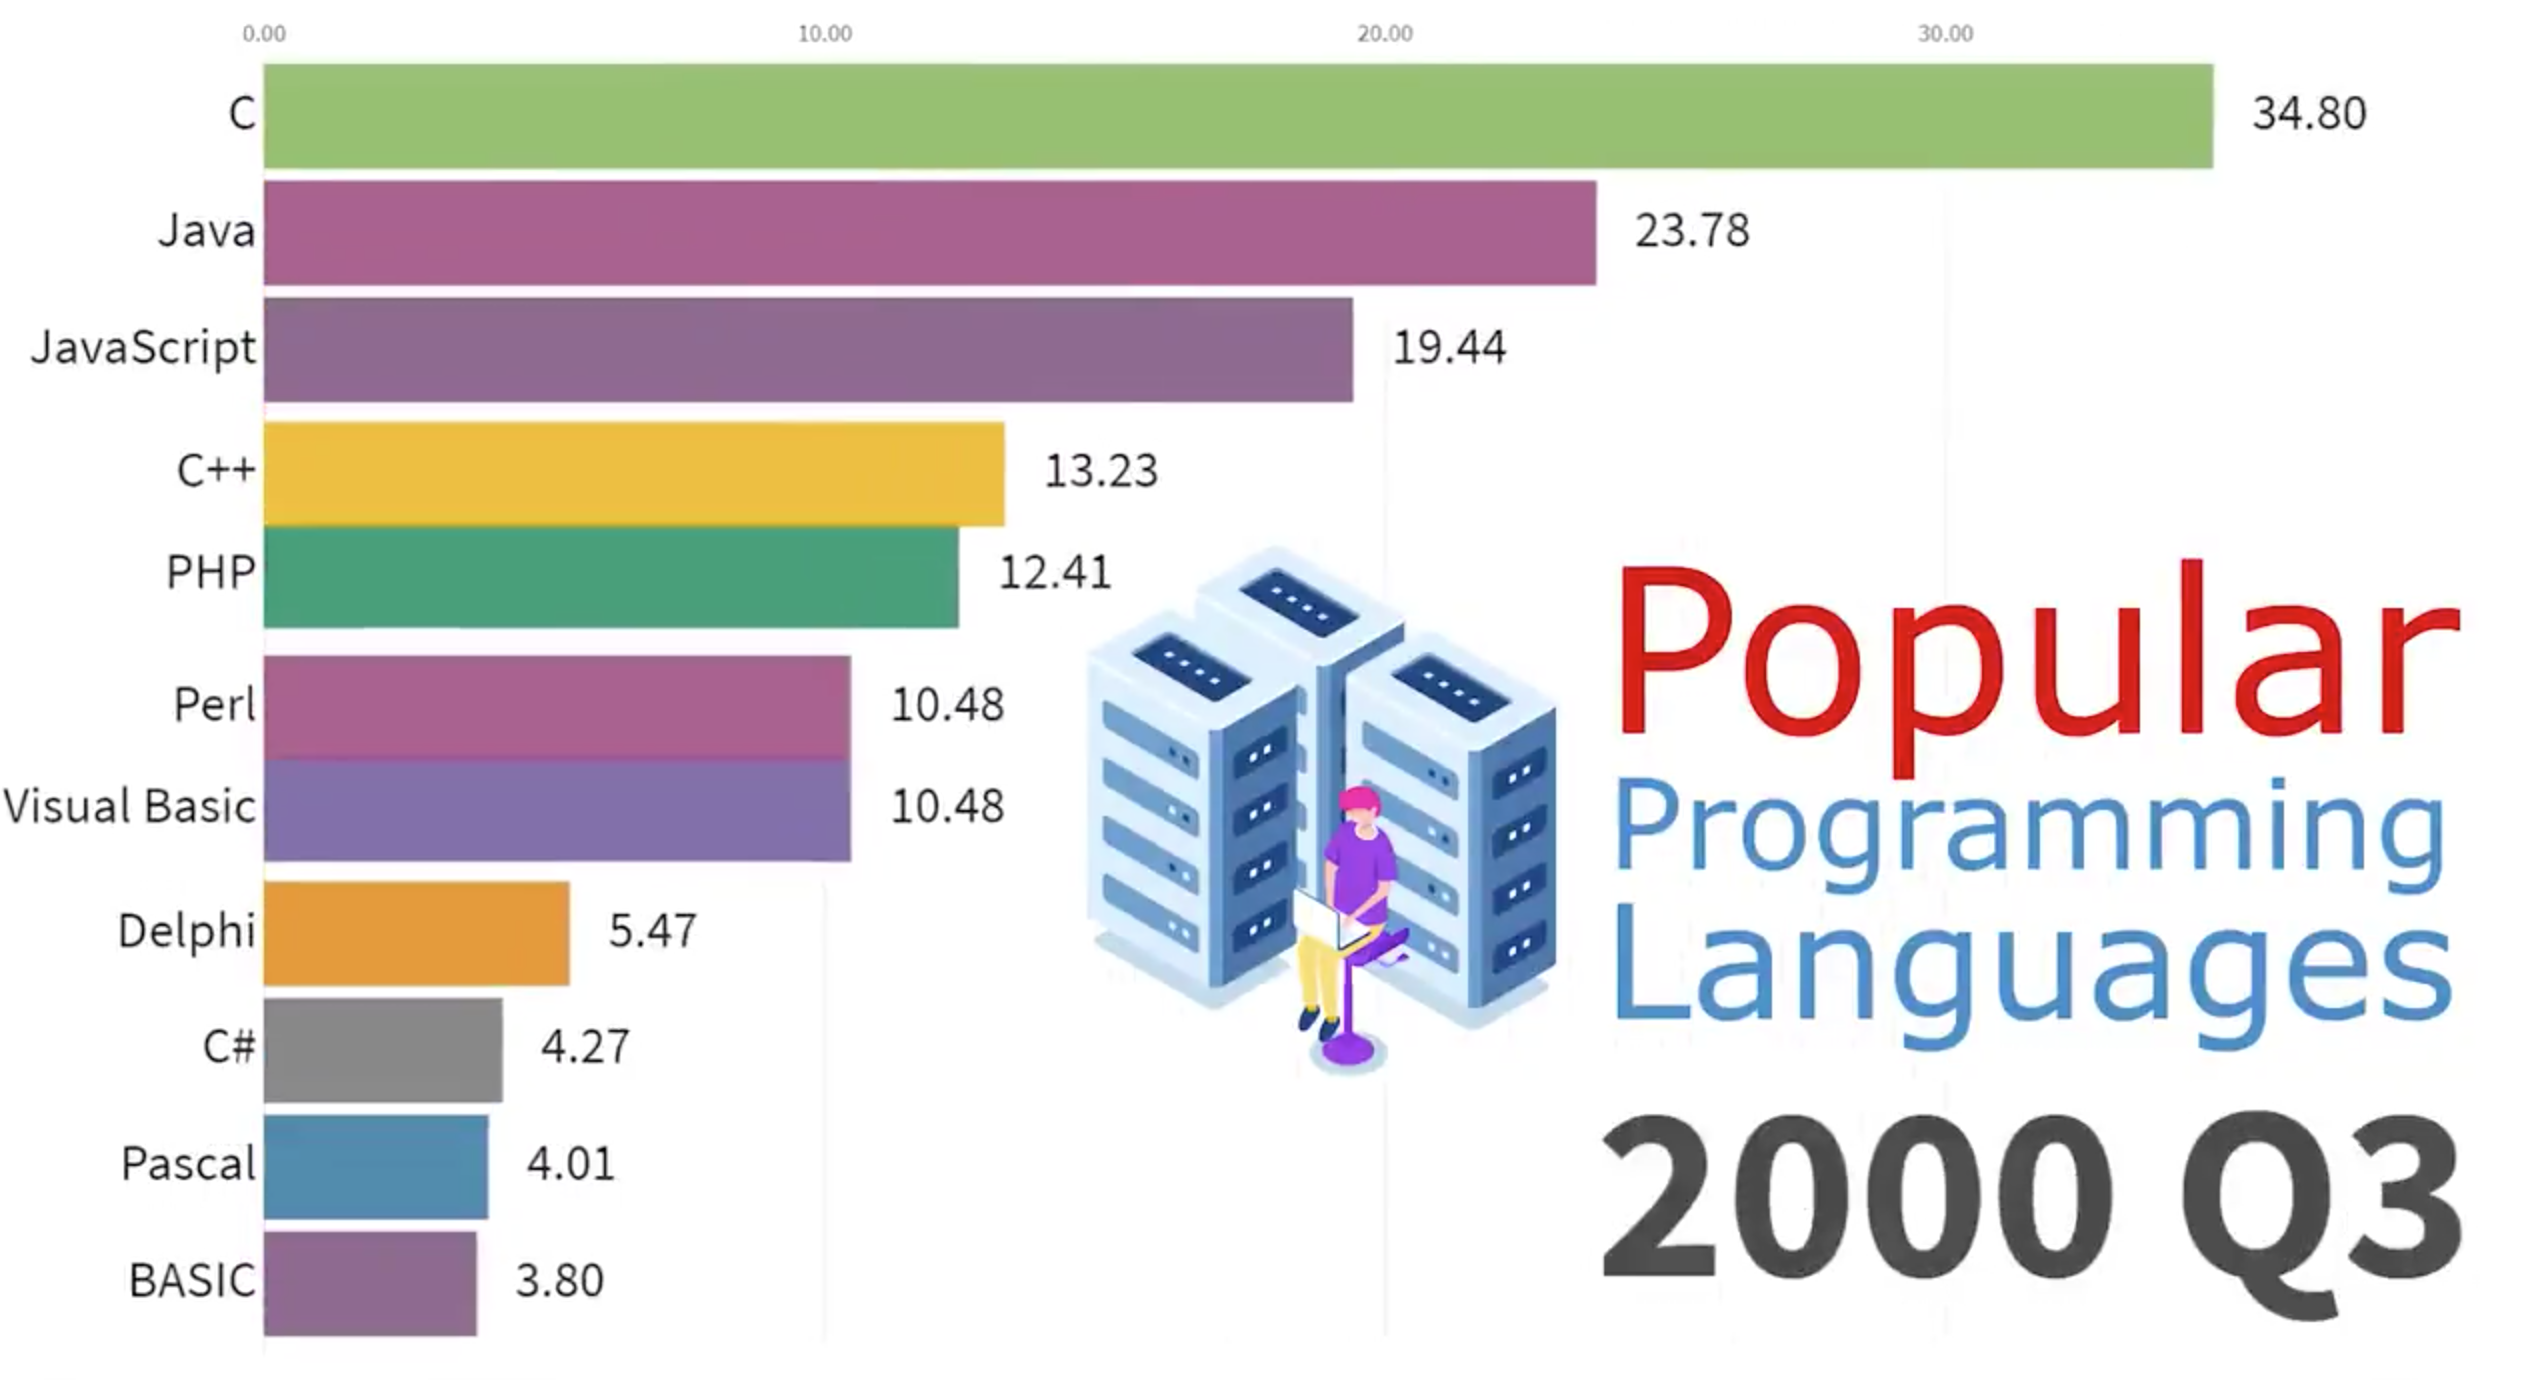 0.00 10.00 20.00 30.00
C 34.80
Java 23.78
JavaScript 19.44
C++ 13.23
PHP 12.41
Perl 10.48
Visual Basic 10.48
Delphi 5.47
C# 4.27
Pascal 4.01
BASIC 3.80
Popular
Programming
Languages
2000 Q3